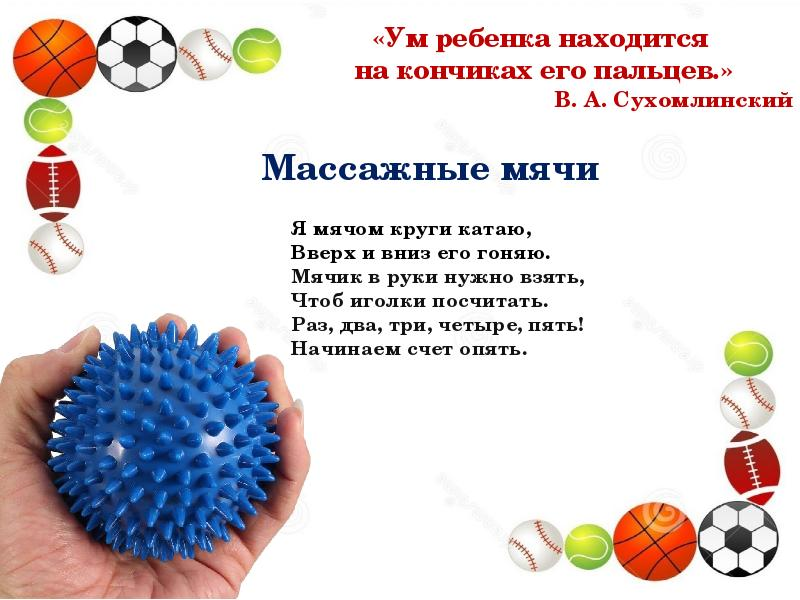 «Ум ребенка находится
на кончиках его пальцев.»
В. А. Сухомлинский
Массажные мячи
Я мячом круги катаю,
Вверх и вниз его гоняю.
Мячик в руки нужно взять,
Чтоб иголки посчитать.
Раз, два, три, четыре, пять!
Начинаем счет опять.